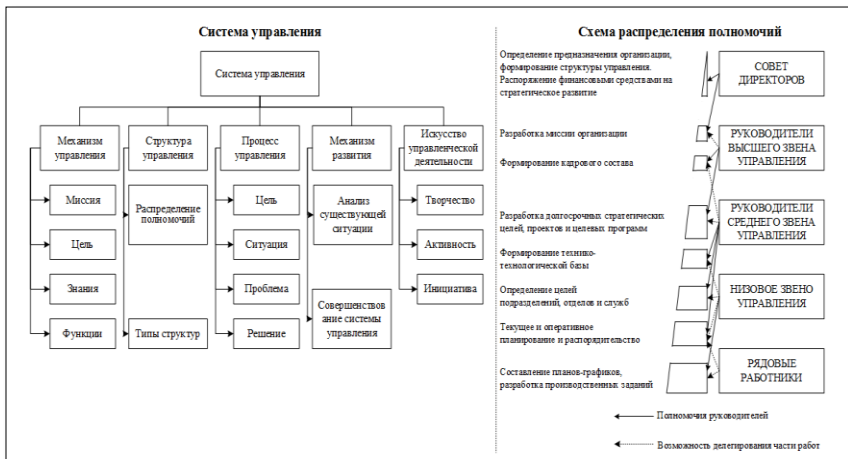 Система управления
Система управления
Механизм
управления
Структура
управления
Процесс
управления
Механизм
развития
Искусство
управленческой
деятельности
Миссия
Цель
Знания
Функции
Распределение
полномочий
Типы структур
Цель
Ситуация
Проблема
Решение
Анализ
существующей
ситуации
Совершенствов
ание системы
управления
Творчество
Активность
Инициатива
Схема распределения полномочий
Определение предназначения организации,
формирование структуры управления.
Распоряжение финансовыми средствами на
стратегическое развитие
Разработка миссии организации
Формирование кадрового состава
Разработка долгосрочных стратегических
целей, проектов и целевых программ
Формирование технико-
технологической базы
Определение целей
подразделений, отделов и служб
Текущее и оперативное
планирование и распорядительство
Составление планов-графиков,
разработка производственных заданий
СОВЕТ
ДИРЕКТОРОВ
РУКОВОДИТЕЛИ
ВЫСШЕГО ЗВЕНА
УПРАВЛЕНИЯ
РУКОВОДИТЕЛИ
СРЕДНЕГО ЗВЕНА
УПРАВЛЕНИЯ
НИЗОВОЕ ЗВЕНО
УПРАВЛЕНИЯ
РЯДОВЫЕ
РАБОТНИКИ
Полномочия руководителей
Возможность делегирования части работ